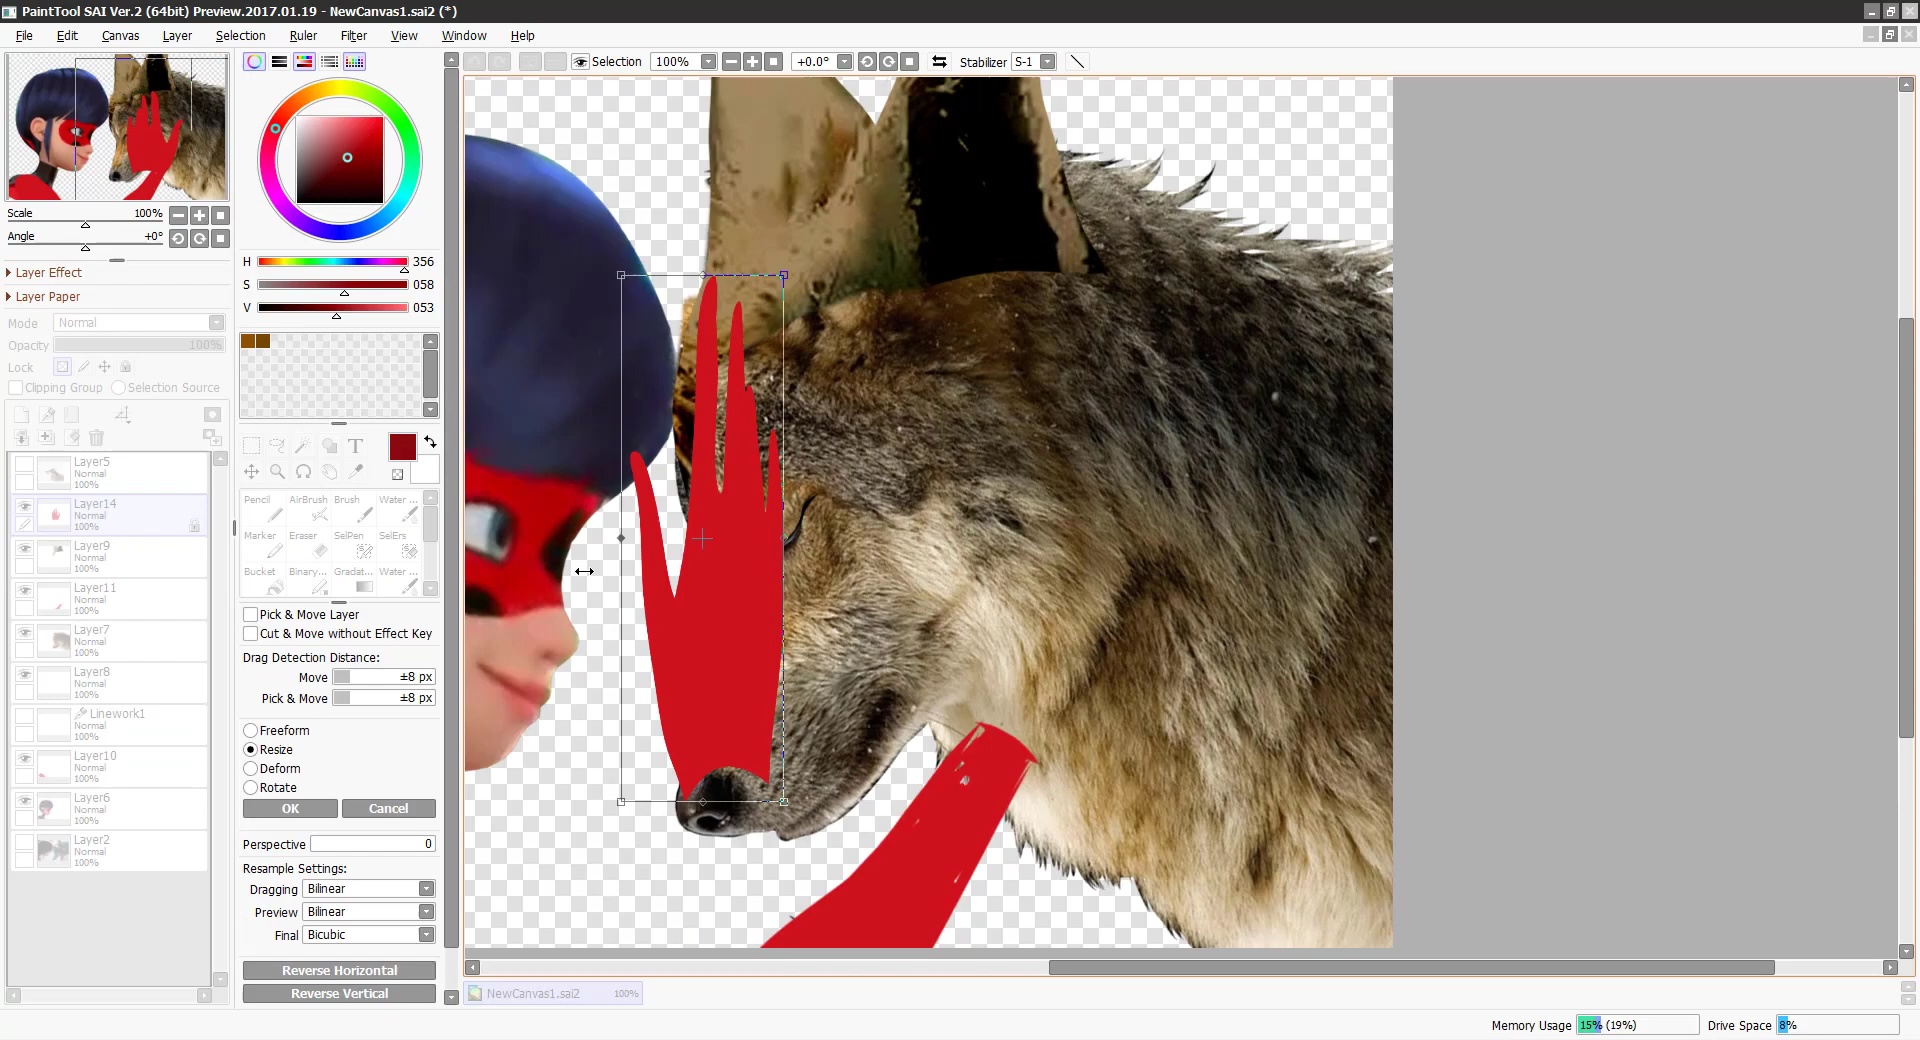 PaintTool SAI Ver.2 (64bit) Preview.2017.01.19 - NewCanvas1.sai2 (*)
File Edit Canvas Layer Selection Ruler Filter View Window Help
Selection 100% +0.0° Stabilizer S-1
Scale 100%
Angle +0°
Layer Effect
Layer Paper
Mode Normal
Opacity 100%
Lock
Clipping Group Selection Source
Layer5
Normal
100%
Layer14
Normal
100%
Layer9
Normal
100%
Layer11
Normal
100%
Layer7
Normal
100%
Layer8
Normal
100%
Linework1
Normal
100%
Layer10
Normal
100%
Layer6
Normal
100%
Layer2
Normal
100%
H 356
S 058
V 053
T
Pencil AirBrush Brush Water ...
Marker Eraser SelPen SelErs
Bucket Binary... Gradat... Water ...
Pick & Move Layer
Cut & Move without Effect Key
Drag Detection Distance:
Move ±8 px
Pick & Move ±8 px
Freeform
Resize
Deform
Rotate
OK Cancel
Perspective 0
Resample Settings:
Dragging Bilinear
Preview Bilinear
Final Bicubic
Reverse Horizontal
Reverse Vertical
NewCanvas1.sai2 100%
Memory Usage 15% (19%) Drive Space 8%